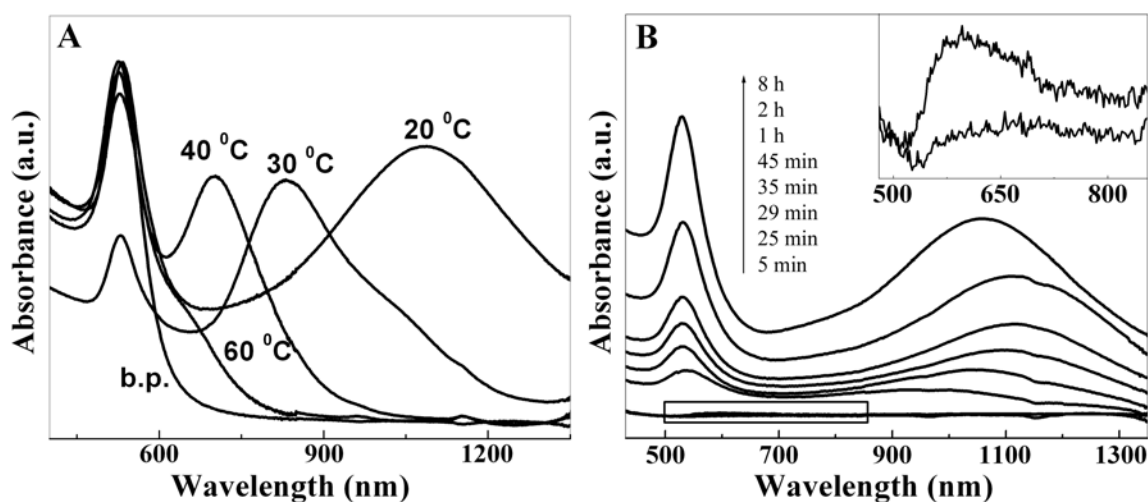 A
Absorbance (a.u.)
20 ⁰C
40 ⁰C
30 ⁰C
60 ⁰C
b.p.
600
900
1200
Wavelength (nm)
B
Absorbance (a.u.)
8 h
2 h
1 h
45 min
35 min
29 min
25 min
5 min
500
650
800
500
700
900
1100
1300
Wavelength (nm)